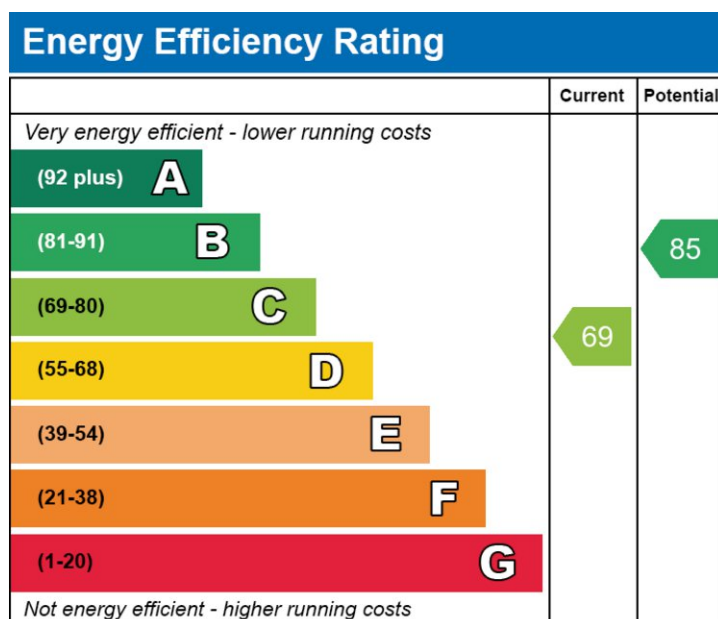 Energy Efficiency Rating
Current Potential
Very energy efficient - lower running costs
(92 plus) A
(81-91) B
85
(69-80) C
69
(55-68) D
(39-54) E
(21-38) F
(1-20) G
Not energy efficient - higher running costs